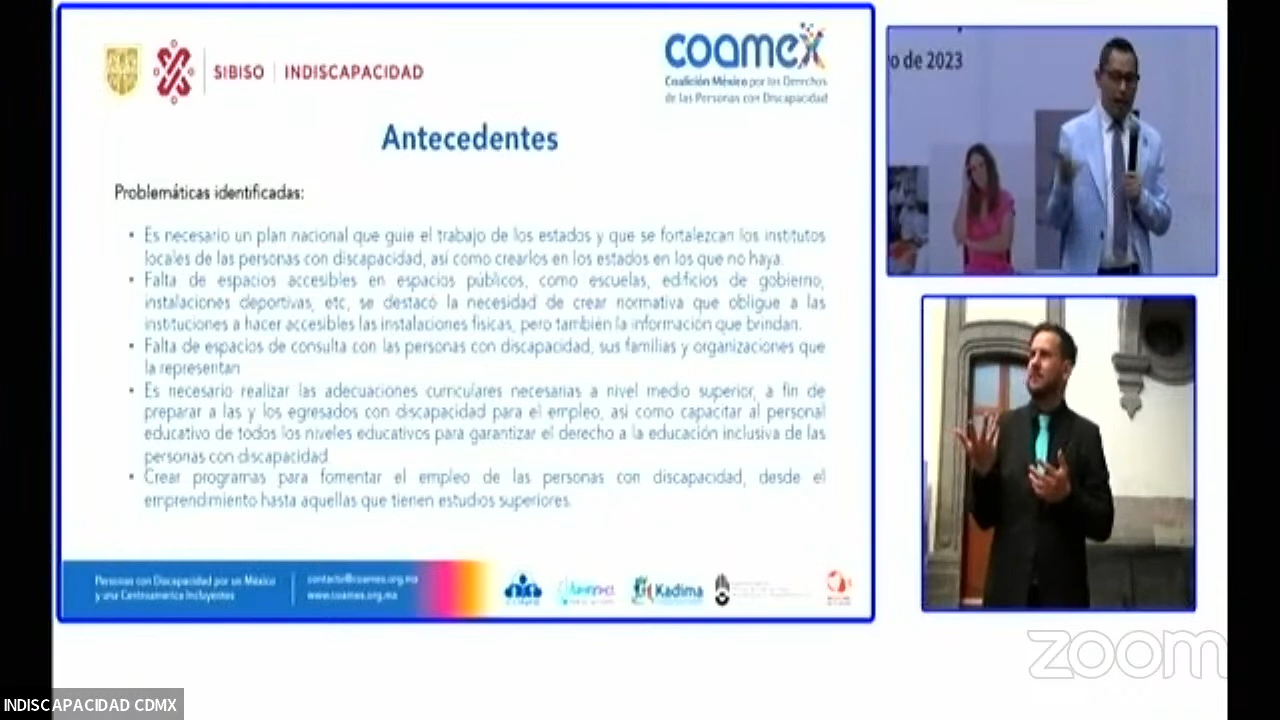 SIBISO | INDISCAPACIDAD
coamex
Coalición México por los Derechos
de las Personas con Discapacidad
Antecedentes
Problemáticas identificadas:
• Es necesario un plan nacional que guie el trabajo de los estados y que se fortalezcan los institutos
locales de las personas con discapacidad, así como crearlos en los estados en los que no haya.
• Falta de espacios accesibles en espacios públicos, como escuelas, edificios de gobierno,
instalaciones deportivas, etc, se destacó la necesidad de crear normativa que obligue a las
instituciones a hacer accesibles las instalaciones físicas, pero también la información que brindan.
• Falta de espacios de consulta con las personas con discapacidad, sus familias y organizaciones que
la representan
• Es necesario realizar las adecuaciones curriculares necesarias a nivel medio superior, a fin de
preparar a las y los egresados con discapacidad para el empleo, así como capacitar al personal
educativo de todos los niveles educativos para garantizar el derecho a la educación inclusiva de las
personas con discapacidad
• Crear programas para fomentar el empleo de las personas con discapacidad, desde el
emprendimiento hasta aquellas que tienen estudios superiores.
Personas con Discapacidad por un México
y una Centroamerica Incluyentes
contacto@coamex.org.mx
www.coamex.org.mx
Kadima
o de 2023
zoom
INDISCAPACIDAD CDMX